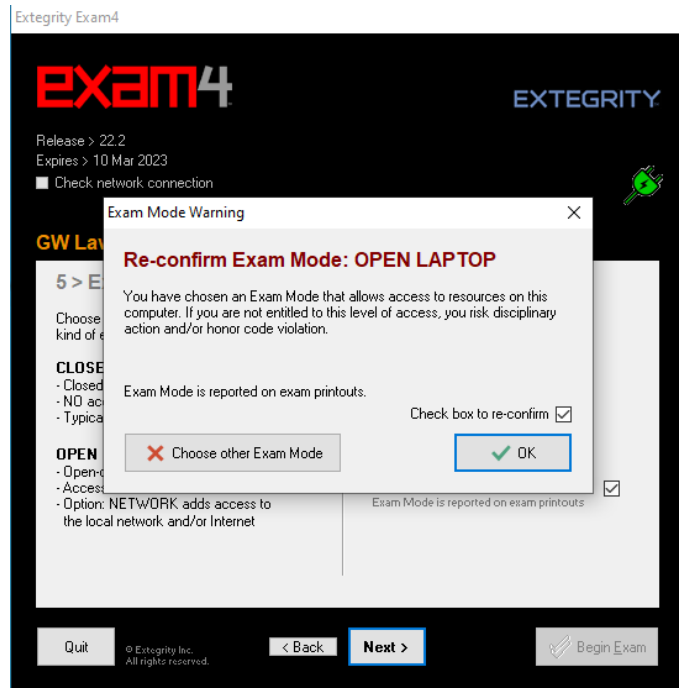 Extegrity Exam4
exam4
EXTEGRITY
Release > 22.2
Expires > 10 Mar 2023
Check network connection
GW Law
Exam Mode Warning
Re-confirm Exam Mode: OPEN LAPTOP
You have chosen an Exam Mode that allows access to resources on this
computer. If you are not entitled to this level of access, you risk disciplinary
action and/or honor code violation.
Exam Mode is reported on exam printouts.
Check box to re-confirm
Choose other Exam Mode
OK
5 > E
Choose
kind of e
CLOSE
- Closed
- NO ac
- Typica
OPEN
- Open-
- Access
- Option: NETWORK adds access to
the local network and/or Internet
Exam Mode is reported on exam printouts
Quit
© Extegrity Inc.
All rights reserved.
< Back
Next >
Begin Exam